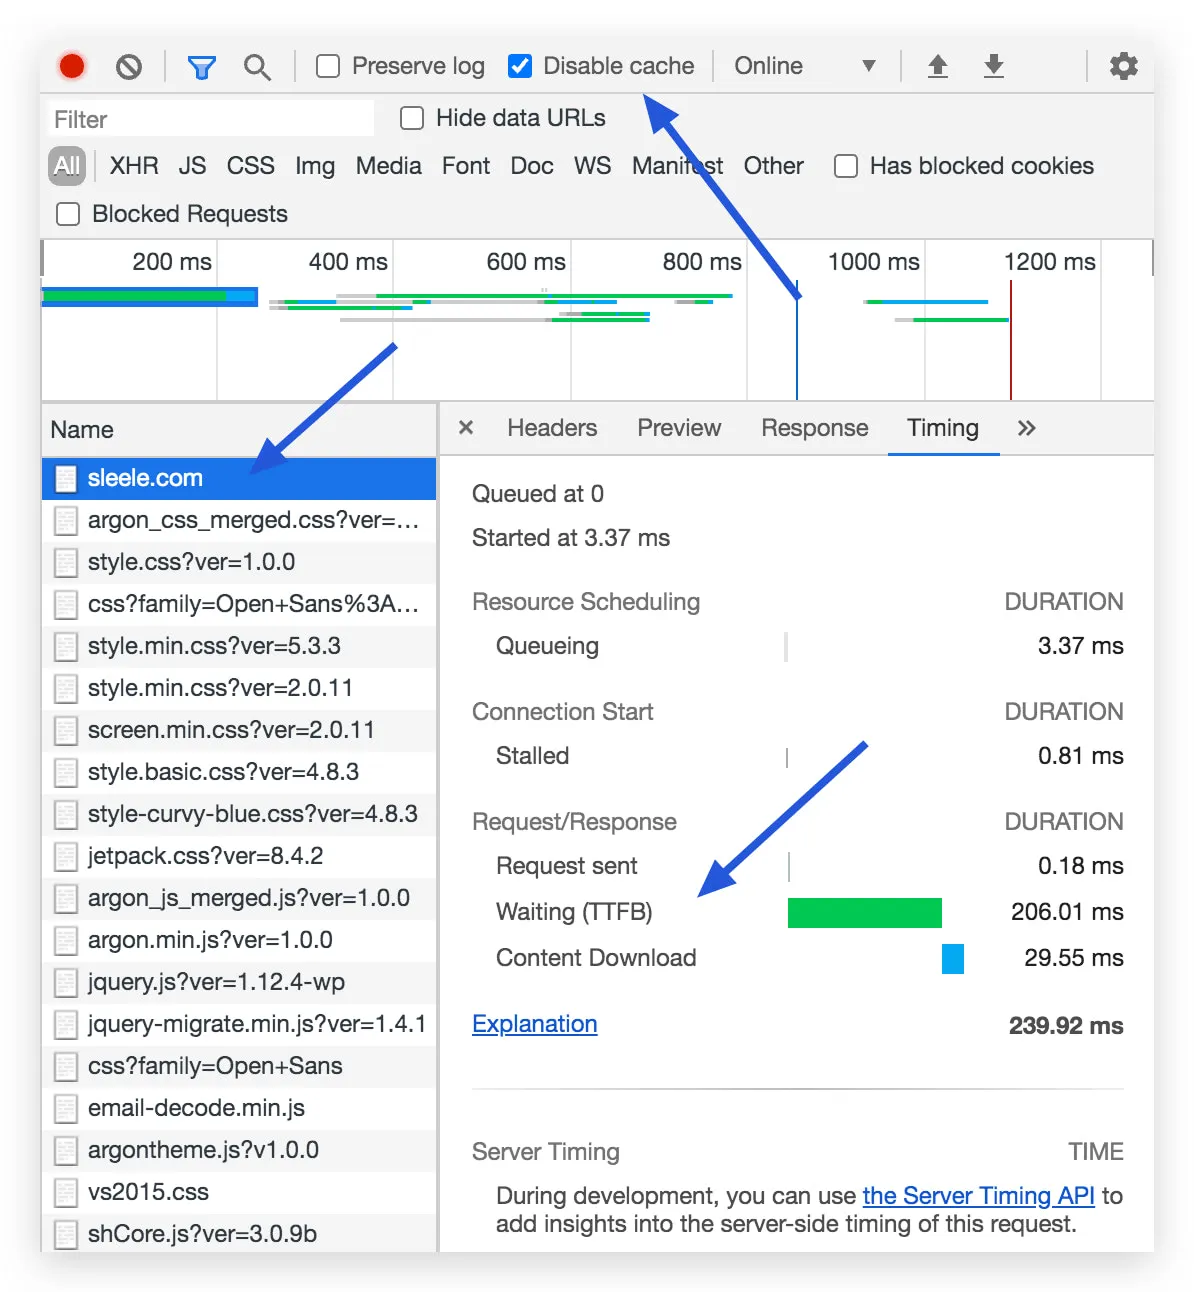 Preserve log Disable cache Online
Filter Hide data URLs
All XHR JS CSS Img Media Font Doc WS Manifest Other Has blocked cookies
Blocked Requests
200 ms 400 ms 600 ms 800 ms 1000 ms 1200 ms
Name
sleele.com
argon_css_merged.css?ver=...
style.css?ver=1.0.0
css?family=Open+Sans%3A...
style.min.css?ver=5.3.3
style.min.css?ver=2.0.11
screen.min.css?ver=2.0.11
style.basic.css?ver=4.8.3
style-curvy-blue.css?ver=4.8.3
jetpack.css?ver=8.4.2
argon_js_merged.js?ver=1.0.0
argon.min.js?ver=1.0.0
jquery.js?ver=1.12.4-wp
jquery-migrate.min.js?ver=1.4.1
css?family=Open+Sans
email-decode.min.js
argontheme.js?v1.0.0
vs2015.css
shCore.js?ver=3.0.9b
× Headers Preview Response Timing »
Queued at 0
Started at 3.37 ms
Resource Scheduling DURATION
Queueing 3.37 ms
Connection Start DURATION
Stalled 0.81 ms
Request/Response DURATION
Request sent 0.18 ms
Waiting (TTFB) 206.01 ms
Content Download 29.55 ms
Explanation 239.92 ms
Server Timing TIME
During development, you can use the Server Timing API to
add insights into the server-side timing of this request.